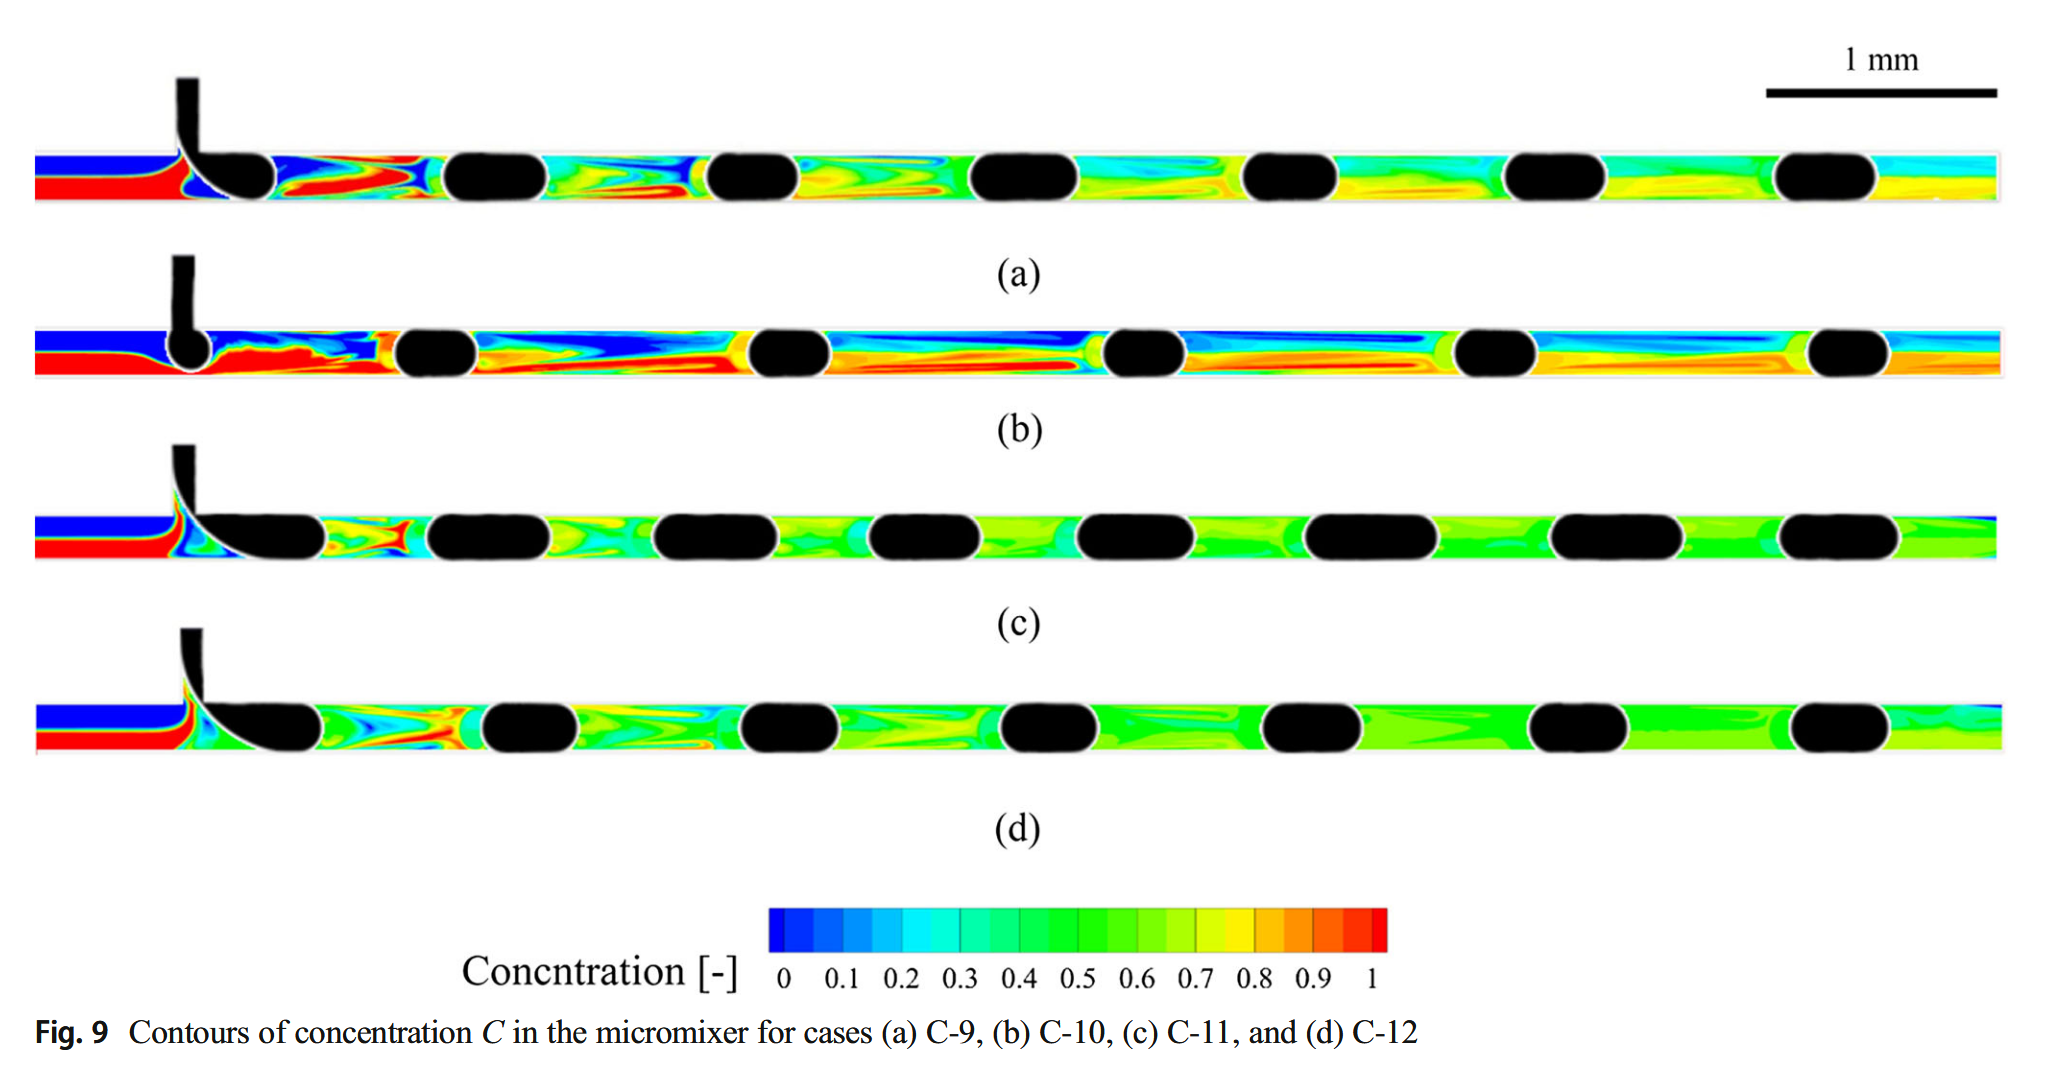 1 mm
(a)
(b)
(c)
(d)
Concntration [-]
0 0.1 0.2 0.3 0.4 0.5 0.6 0.7 0.8 0.9 1
Fig. 9 Contours of concentration C in the micromixer for cases (a) C-9, (b) C-10, (c) C-11, and (d) C-12